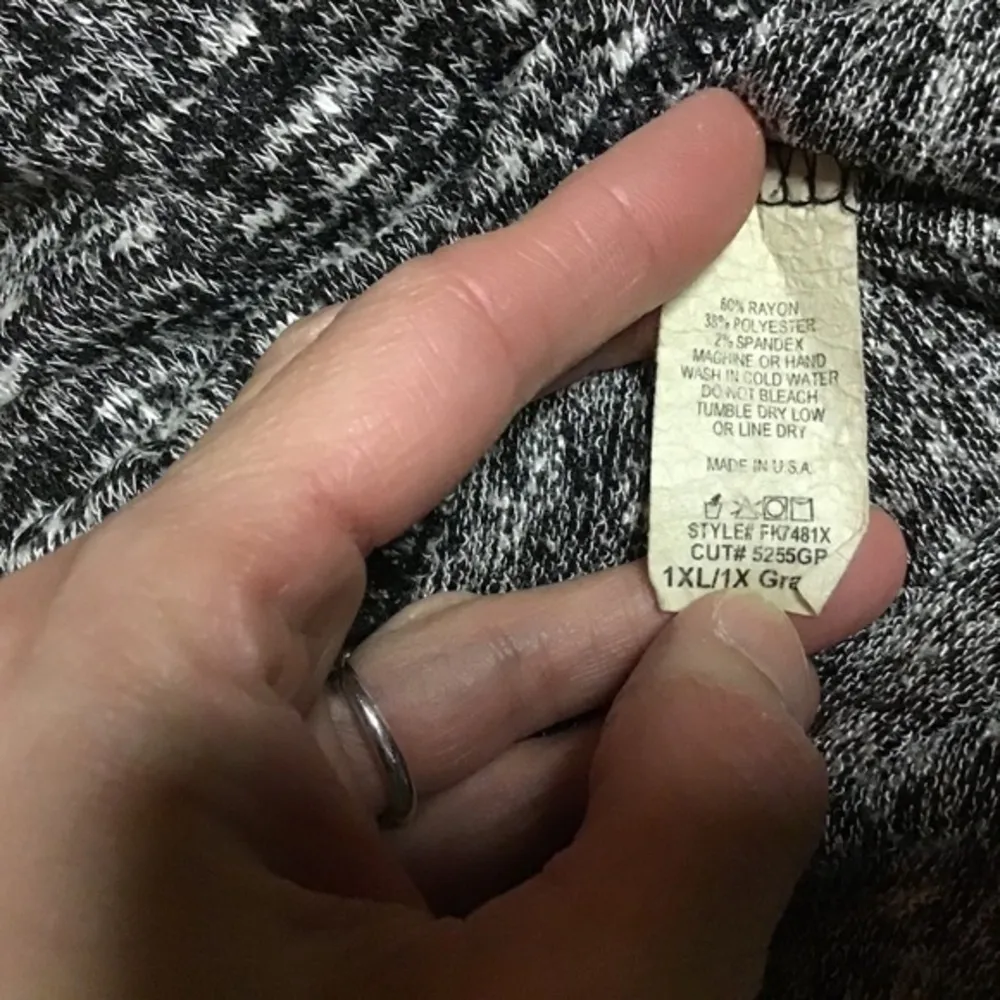 60% RAYON
38% POLYESTER
2% SPANDEX
MACHINE OR HAND
WASH IN COLD WATER
DO NOT BLEACH
TUMBLE DRY LOW
OR LINE DRY
MADE IN U.S.A.
STYLE# FK7481X
CUT# 5255GP
1XL/1X Gra